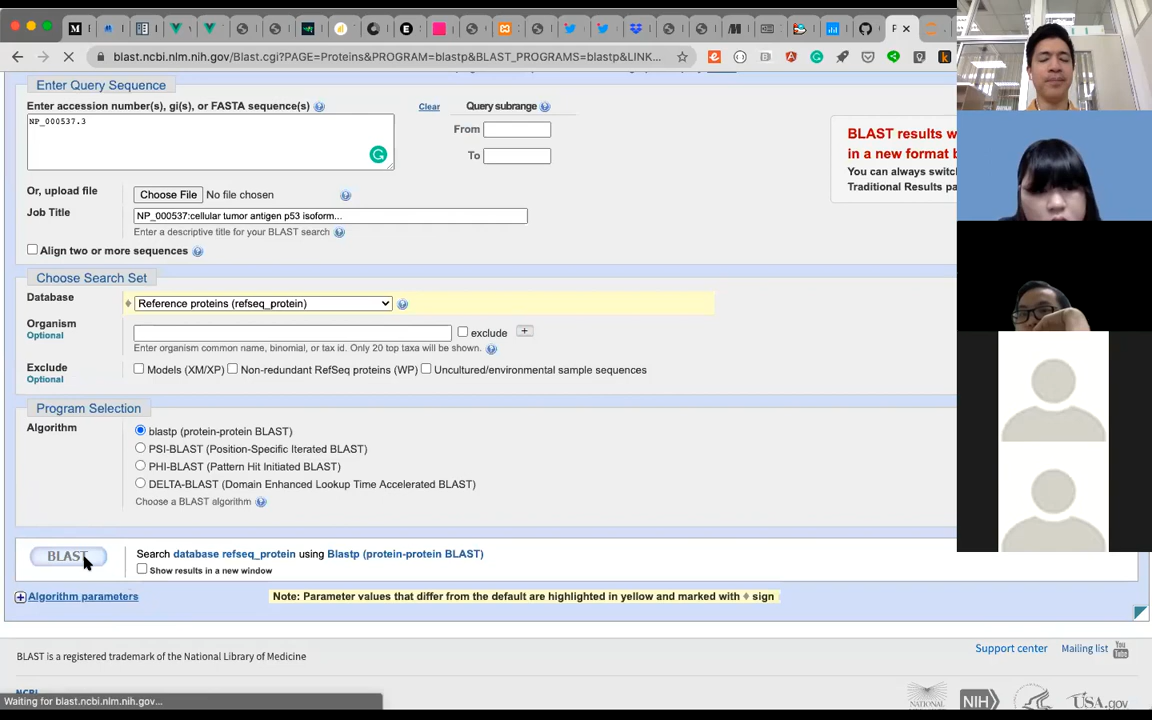 blast.ncbi.nlm.nih.gov/Blast.cgi?PAGE=Proteins&PROGRAM=blastp&BLAST_PROGRAMS=blastp&LINK...
Enter Query Sequence
Enter accession number(s), gi(s), or FASTA sequence(s)
Clear
Query subrange
NP_000537.3
From
To
BLAST results w
in a new format b
You can always switc
Traditional Results pa
Or, upload file
Choose File No file chosen
Job Title
NP_000537:cellular tumor antigen p53 isoform...
Enter a descriptive title for your BLAST search
Align two or more sequences
Choose Search Set
Database
Reference proteins (refseq_protein)
Organism
Optional
exclude
Enter organism common name, binomial, or tax id. Only 20 top taxa will be shown.
Exclude
Optional
Models (XM/XP) Non-redundant RefSeq proteins (WP) Uncultured/environmental sample sequences
Program Selection
Algorithm
blastp (protein-protein BLAST)
PSI-BLAST (Position-Specific Iterated BLAST)
PHI-BLAST (Pattern Hit Initiated BLAST)
DELTA-BLAST (Domain Enhanced Lookup Time Accelerated BLAST)
Choose a BLAST algorithm
BLAST
Search database refseq_protein using Blastp (protein-protein BLAST)
Show results in a new window
Algorithm parameters
Note: Parameter values that differ from the default are highlighted in yellow and marked with ♦ sign
BLAST is a registered trademark of the National Library of Medicine
Support center
Mailing list
You
Tube
NCBI
Waiting for blast.ncbi.nlm.nih.gov...
NATIONAL
NIH
USA.gov